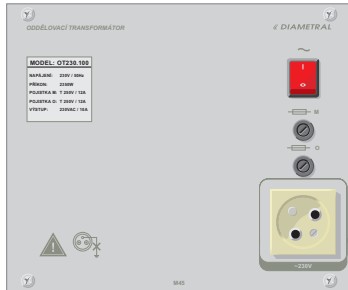 ODDĚLOVACÍ TRANSFORMÁTOR
DIAMETRAL
MODEL: OT230.100
NAPÁJENÍ: 230V / 50Hz
PŘÍKON: 2300W
POJISTKA M: T 250V / 12A
POJISTKA O: T 250V / 12A
VÝSTUP: 230VAC / 10A
I
O
M
O
~230V
M45